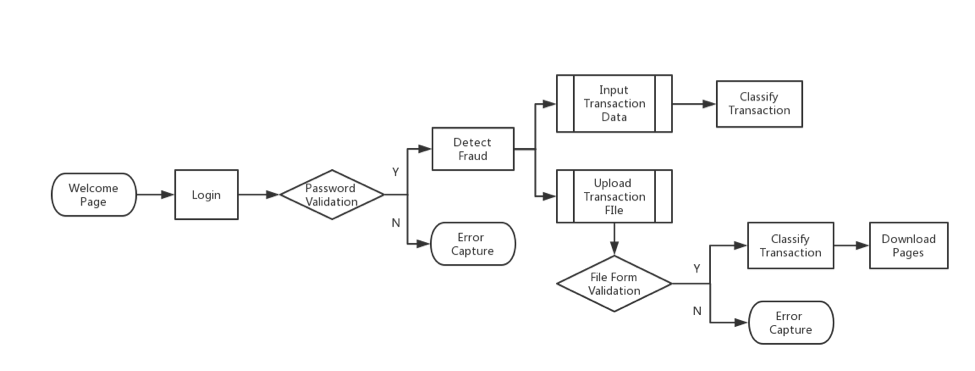 Welcome
Page
Login
Password
Validation
Y
N
Detect
Fraud
Error
Capture
Input
Transaction
Data
Classify
Transaction
Upload
Transaction
FIle
File Form
Validation
Y
N
Classify
Transaction
Download
Pages
Error
Capture